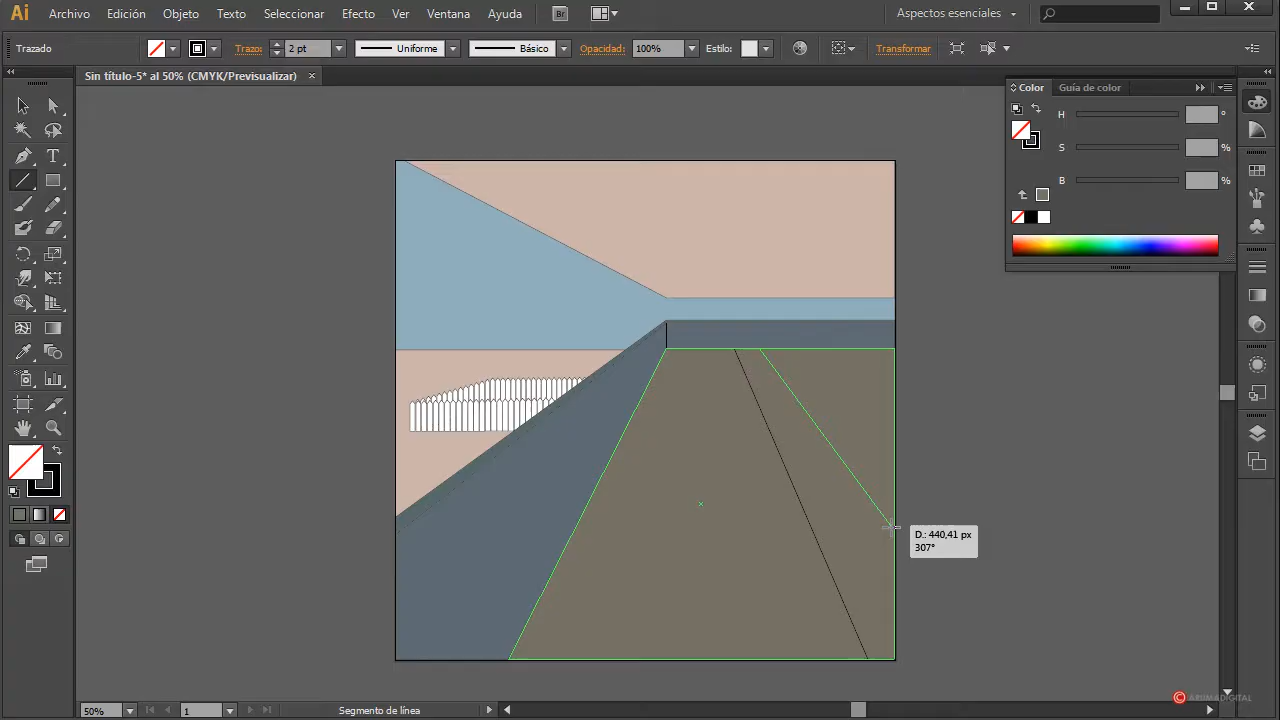 Ai Archivo Edición Objeto Texto Seleccionar Efecto Ver Ventana Ayuda Br Aspectos esenciales
Trazado Trazo: 2 pt Uniforme Básico Opacidad: 100% Estilo: Transformar
Sin título-5* al 50% (CMYK/Previsualizar)
Color Guía de color
H °
S %
B %
D.: 440,41 px
307°
© ARUMADIGITAL
50% 1 Segmento de línea